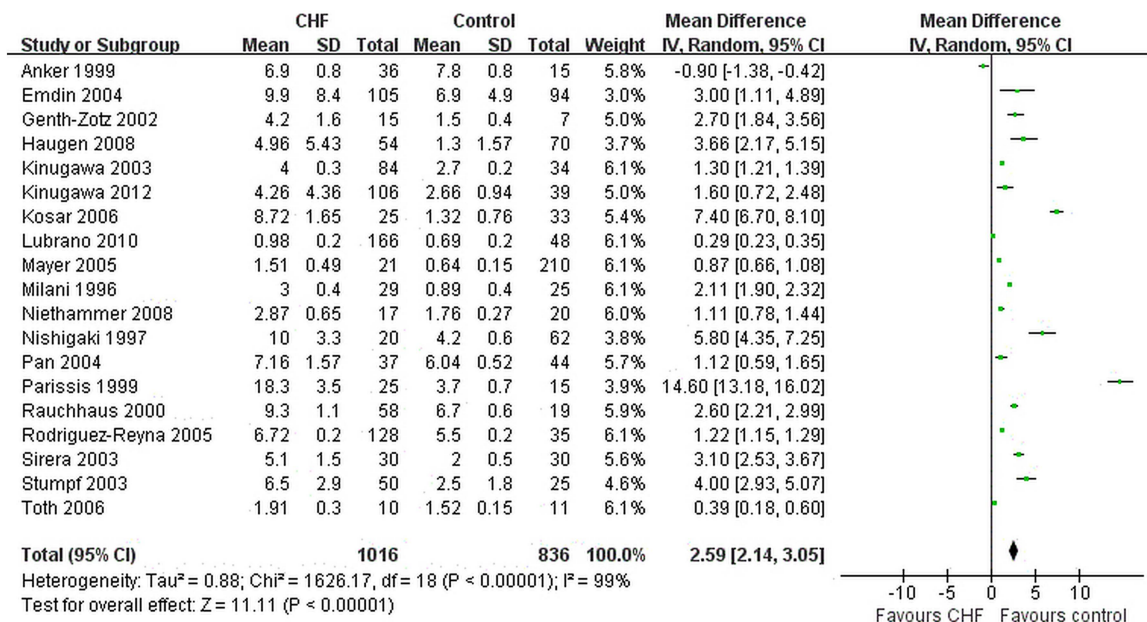 CHF Control Mean Difference Mean Difference
Study or Subgroup Mean SD Total Mean SD Total Weight IV, Random, 95% CI IV, Random, 95% CI
Anker 1999 6.9 0.8 36 7.8 0.8 15 5.8% -0.90 [-1.38, -0.42]
Emdin 2004 9.9 8.4 105 6.9 4.9 94 3.0% 3.00 [1.11, 4.89]
Genth-Zotz 2002 4.2 1.6 15 1.5 0.4 7 5.0% 2.70 [1.84, 3.56]
Haugen 2008 4.96 5.43 54 1.3 1.57 70 3.7% 3.66 [2.17, 5.15]
Kinugawa 2003 4 0.3 84 2.7 0.2 34 6.1% 1.30 [1.21, 1.39]
Kinugawa 2012 4.26 4.36 106 2.66 0.94 39 5.0% 1.60 [0.72, 2.48]
Kosar 2006 8.72 1.65 25 1.32 0.76 33 5.4% 7.40 [6.70, 8.10]
Lubrano 2010 0.98 0.2 166 0.69 0.2 48 6.1% 0.29 [0.23, 0.35]
Mayer 2005 1.51 0.49 21 0.64 0.15 210 6.1% 0.87 [0.66, 1.08]
Milani 1996 3 0.4 29 0.89 0.4 25 6.1% 2.11 [1.90, 2.32]
Niethammer 2008 2.87 0.65 17 1.76 0.27 20 6.0% 1.11 [0.78, 1.44]
Nishigaki 1997 10 3.3 20 4.2 0.6 62 3.8% 5.80 [4.35, 7.25]
Pan 2004 7.16 1.57 37 6.04 0.52 44 5.7% 1.12 [0.59, 1.65]
Parissis 1999 18.3 3.5 25 3.7 0.7 15 3.9% 14.60 [13.18, 16.02]
Rauchhaus 2000 9.3 1.1 58 6.7 0.6 19 5.9% 2.60 [2.21, 2.99]
Rodriguez-Reyna 2005 6.72 0.2 128 5.5 0.2 35 6.1% 1.22 [1.15, 1.29]
Sirera 2003 5.1 1.5 30 2 0.5 30 5.6% 3.10 [2.53, 3.67]
Stumpf 2003 6.5 2.9 50 2.5 1.8 25 4.6% 4.00 [2.93, 5.07]
Toth 2006 1.91 0.3 10 1.52 0.15 11 6.1% 0.39 [0.18, 0.60]
Total (95% CI) 1016 836 100.0% 2.59 [2.14, 3.05]
Heterogeneity: Tau² = 0.88; Chi² = 1626.17, df = 18 (P < 0.00001); I² = 99%
Test for overall effect: Z = 11.11 (P < 0.00001)
-10 -5 0 5 10
Favours CHF Favours control